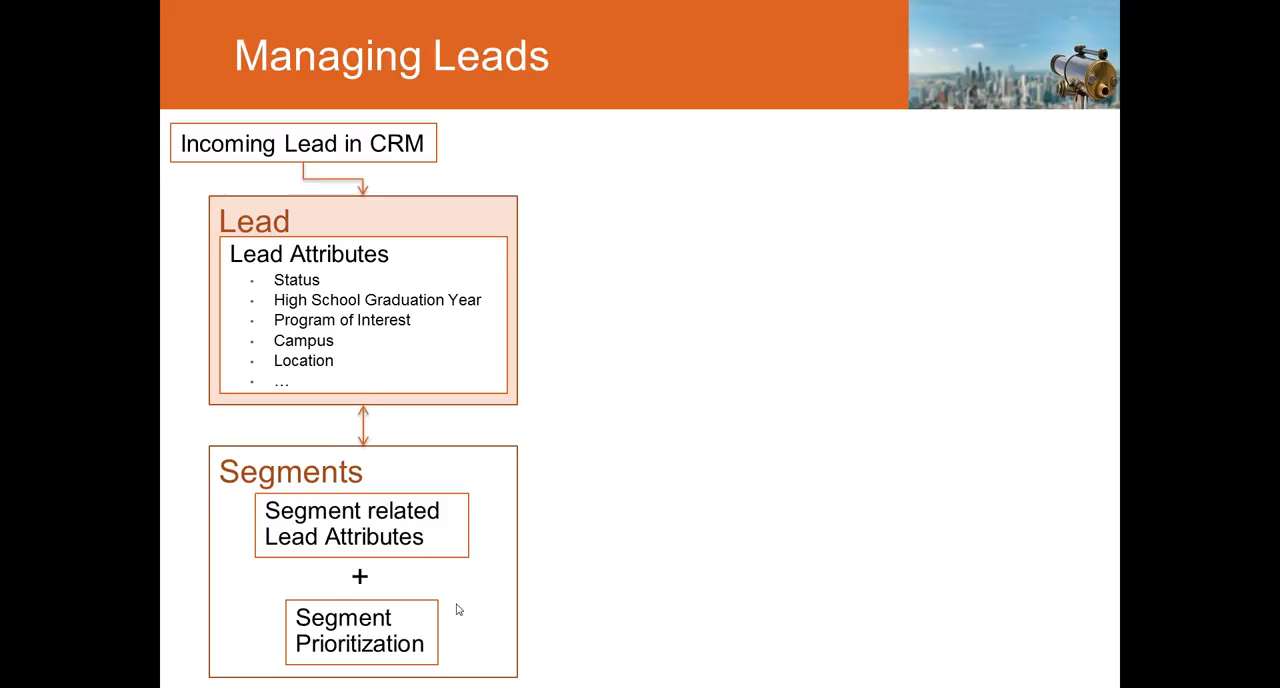 Managing Leads
Incoming Lead in CRM
Lead
Lead Attributes
· Status
· High School Graduation Year
· Program of Interest
· Campus
· Location
· …
Segments
Segment related
Lead Attributes
+
Segment
Prioritization